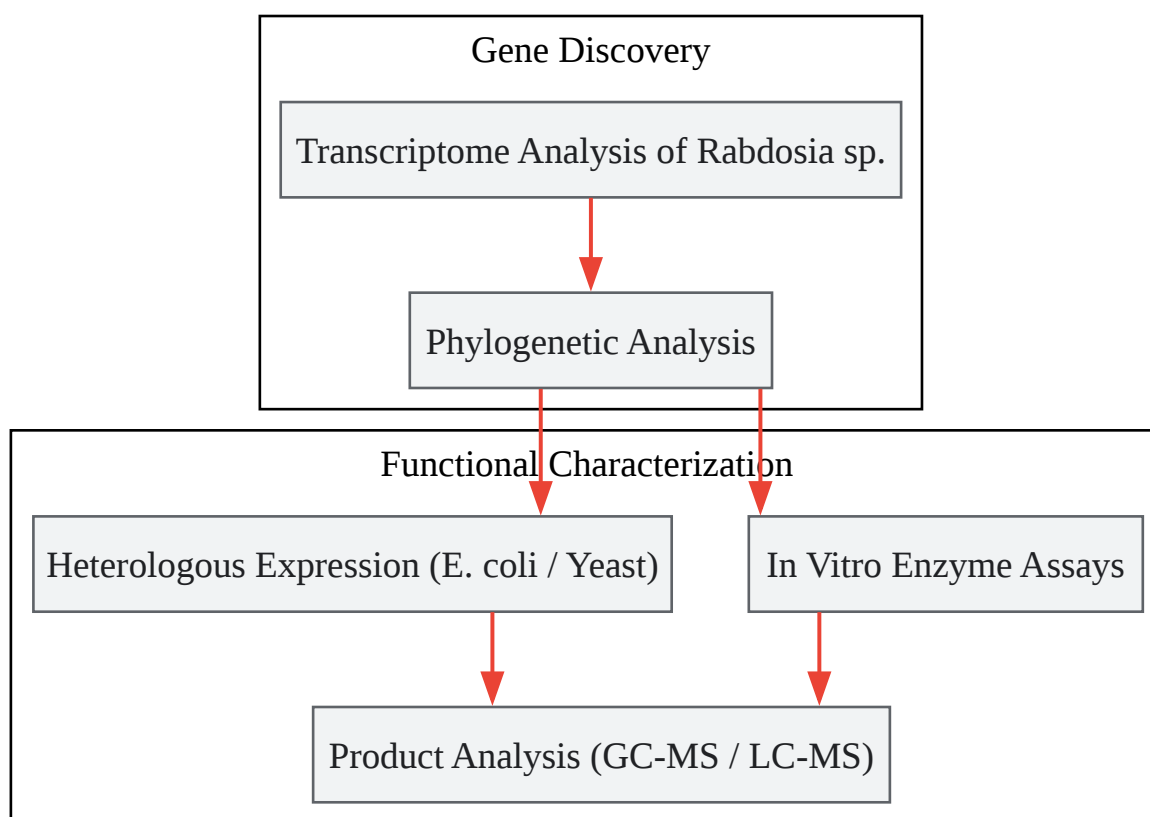 Gene Discovery
Transcriptome Analysis of Rabdosia sp.
Phylogenetic Analysis
Functional Characterization
Heterologous Expression (E. coli / Yeast)
In Vitro Enzyme Assays
Product Analysis (GC-MS / LC-MS)